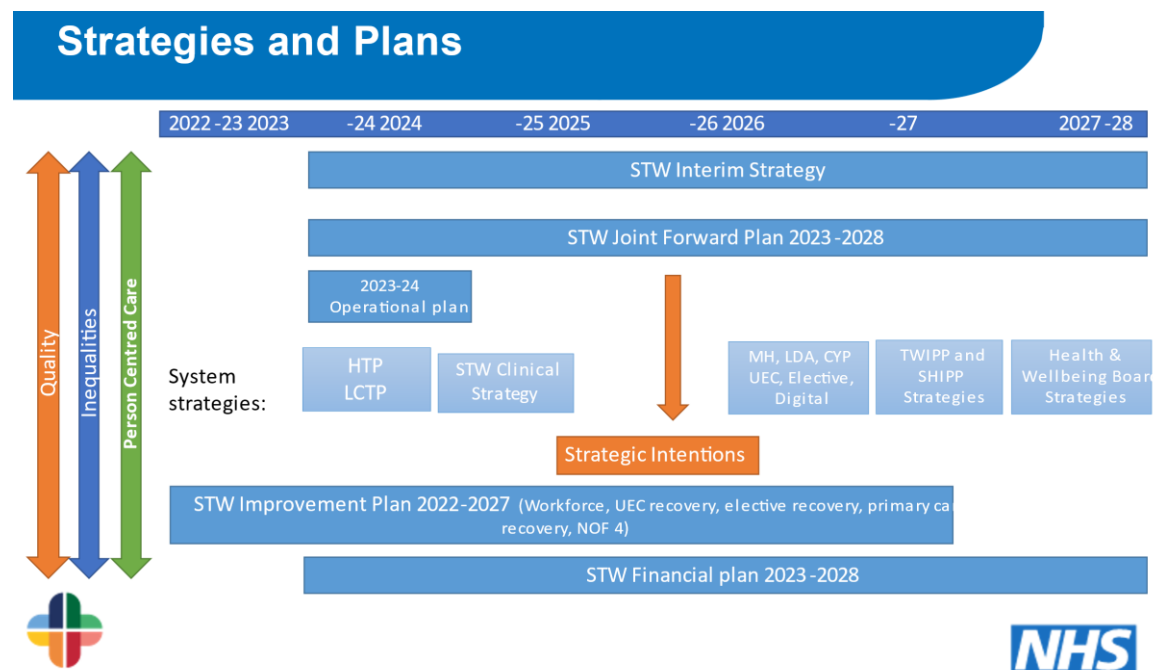 Strategies and Plans
2022 -23 2023 -24 2024 -25 2025 -26 2026 -27 2027 -28
STW Interim Strategy
STW Joint Forward Plan 2023 -2028
2023-24
Operational plan
Quality
Inequalities
Person Centred Care
System
strategies:
HTP
LCTP
STW Clinical
Strategy
MH, LDA, CYP
UEC, Elective,
Digital
TWIPP and
SHIPP
Strategies
Health &
Wellbeing Boar
Strategies
Strategic Intentions
STW Improvement Plan 2022-2027 (Workforce, UEC recovery, elective recovery, primary ca
recovery, NOF 4)
STW Financial plan 2023 -2028
NHS